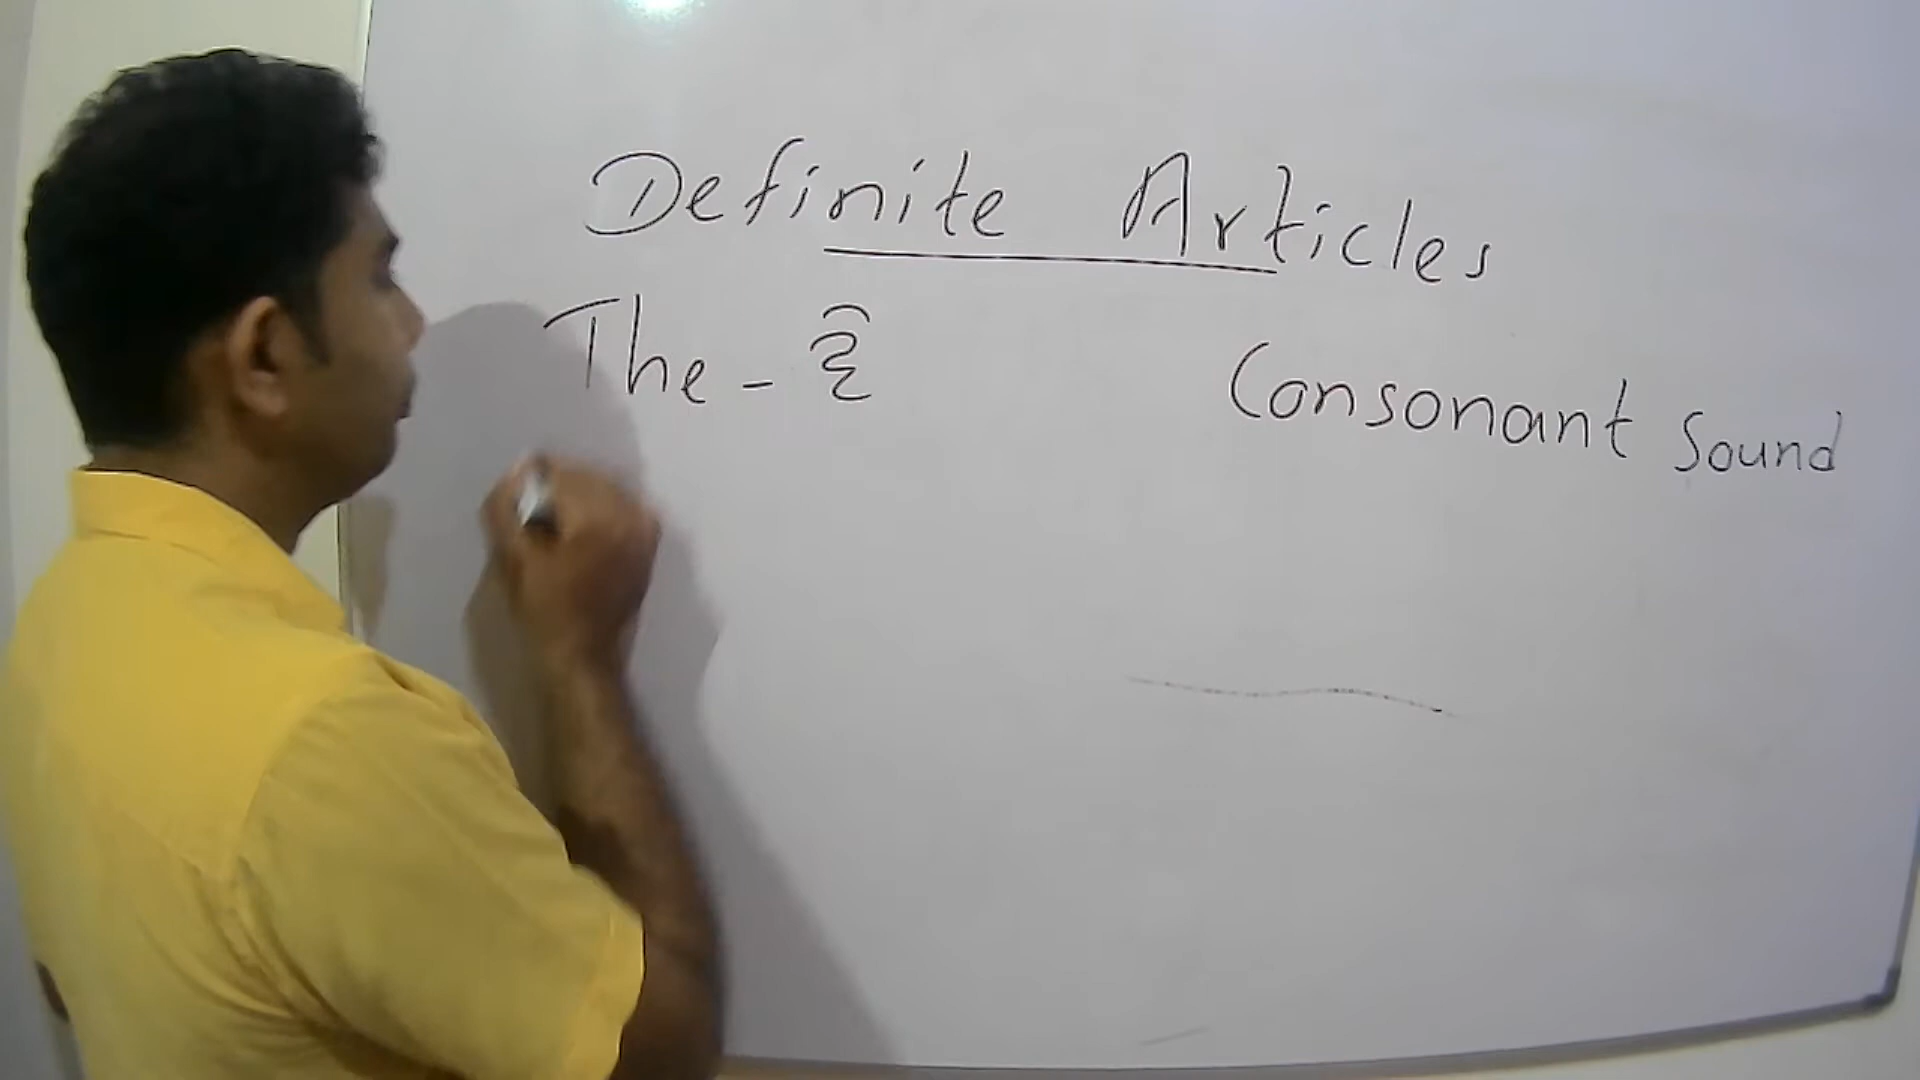 Definite Articles
The - Consonant Sound